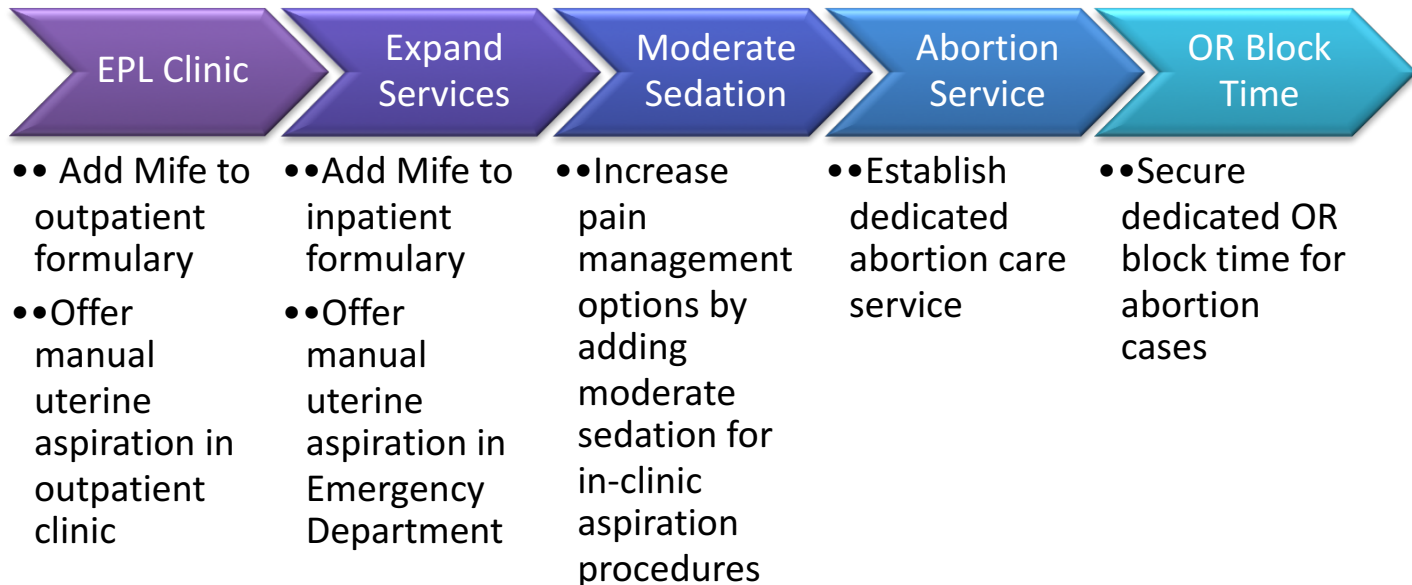 EPL Clinic
Expand
Services
Moderate
Sedation
Abortion
Service
OR Block
Time
•• Add Mife to
outpatient
formulary
••Offer
manual
uterine
aspiration in
outpatient
clinic
••Add Mife to
inpatient
formulary
••Offer
manual
uterine
aspiration in
Emergency
Department
••Increase
pain
management
options by
adding
moderate
sedation for
in-clinic
aspiration
procedures
••Establish
dedicated
abortion care
service
••Secure
dedicated OR
block time for
abortion
cases